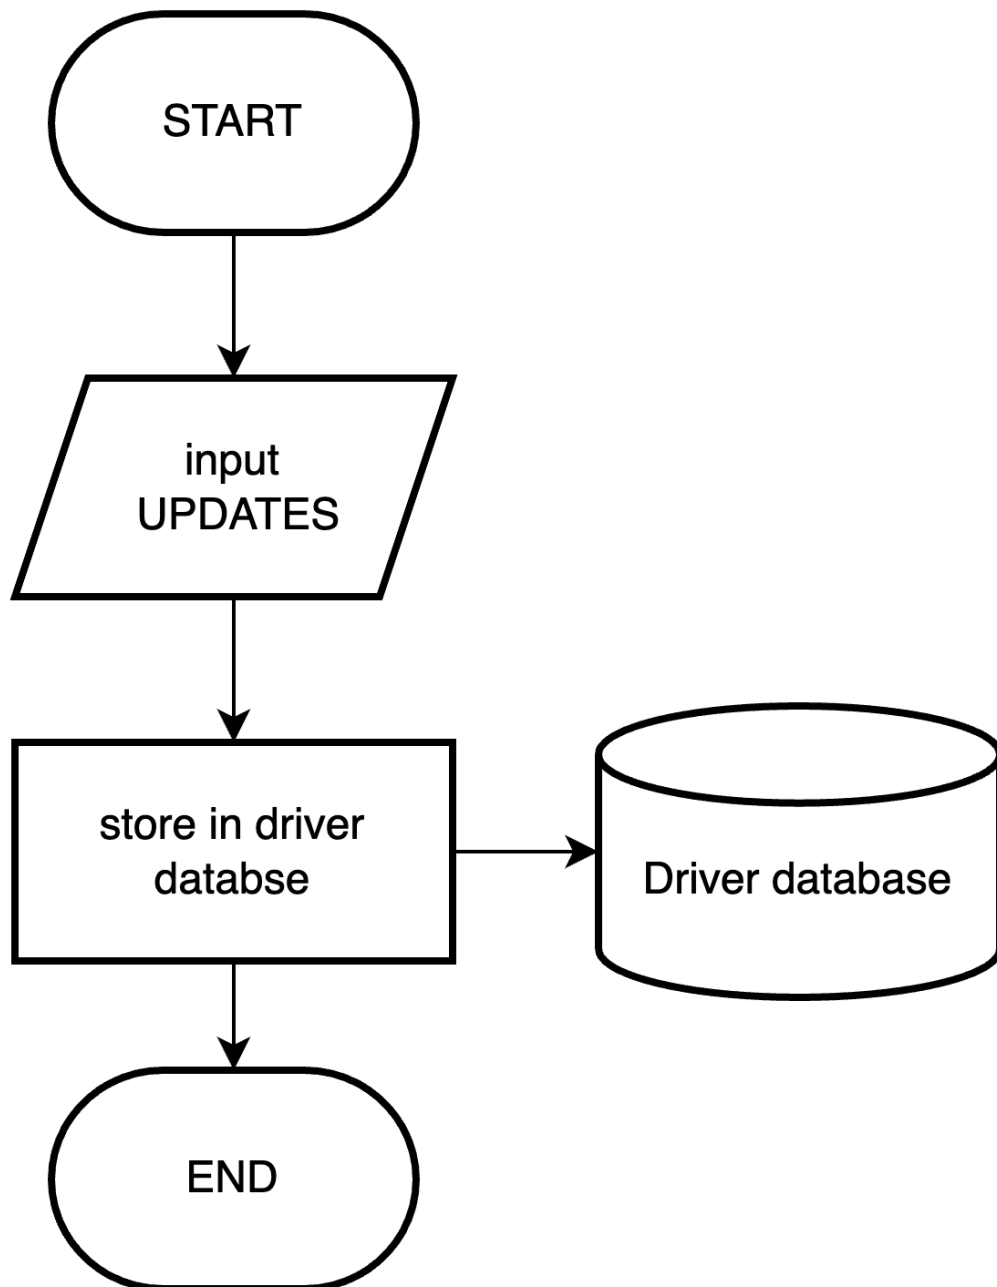 START
input
UPDATES
store in driver
databse
Driver database
END